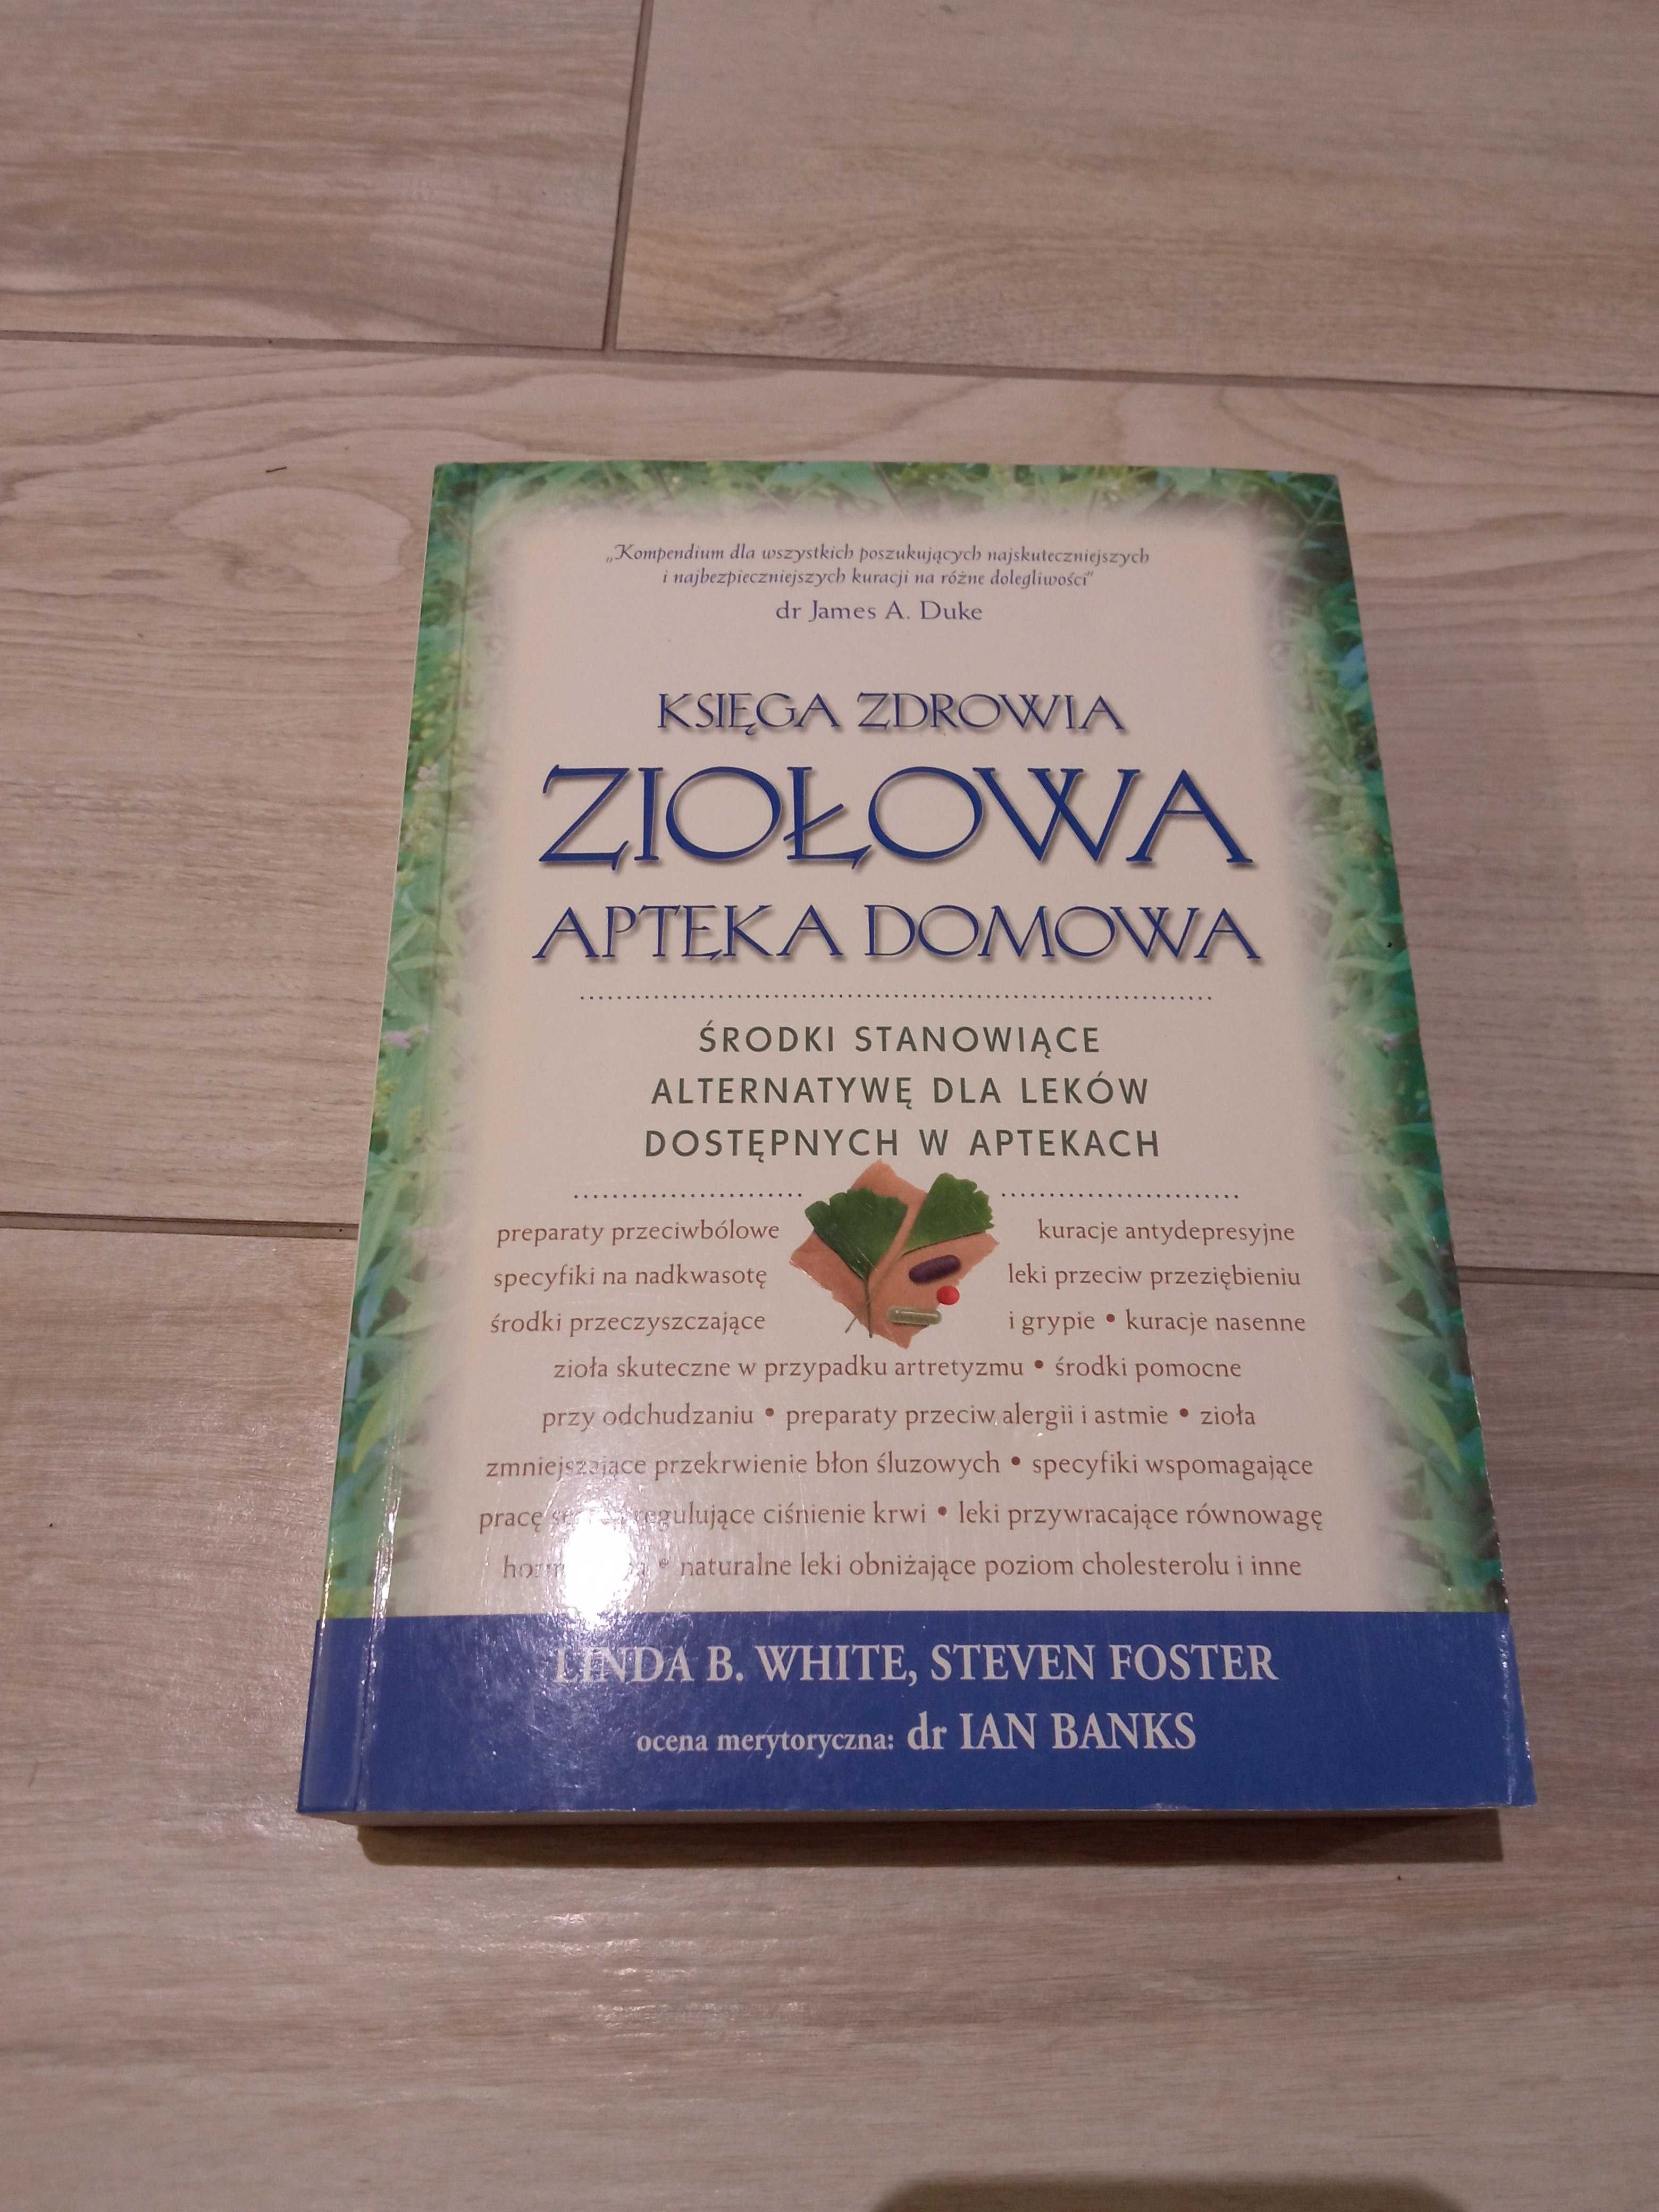 „Kompendium dla wszystkich poszukujących najskuteczniejszych
i najbezpieczniejszych kuracji na różne dolegliwości”
dr James A. Duke
KSIĘGA ZDROWIA
ZIOŁOWA
APTEKA DOMOWA
ŚRODKI STANOWIĄCE
ALTERNATYWĘ DLA LEKÓW
DOSTĘPNYCH W APTEKACH
preparaty przeciwbólowe
specyfiki na nadkwasotę
środki przeczyszczające
kuracje antydepresyjne
leki przeciw przeziębieniu
i grypie • kuracje nasenne
zioła skuteczne w przypadku artretyzmu • środki pomocne
przy odchudzaniu • preparaty przeciw alergii i astmie • zioła
zmniejszające przekrwienie błon śluzowych • specyfiki wspomagające
pracę regulujące ciśnienie krwi • leki przywracające równowagę
• naturalne leki obniżające poziom cholesterolu i inne
LINDA B. WHITE, STEVEN FOSTER
ocena merytoryczna: dr IAN BANKS